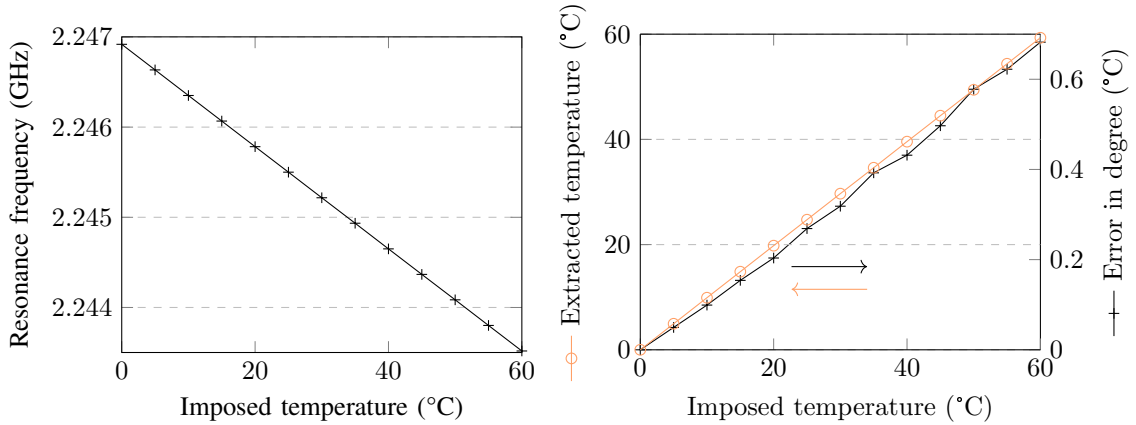 Resonance frequency (GHz)
2.247
2.246
2.245
2.244
0 20 40 60
Imposed temperature (°C)
Extracted temperature (°C)
60
40
20
0
0 20 40 60
Imposed temperature (°C)
0.6
0.4
0.2
0
Error in degree (°C)